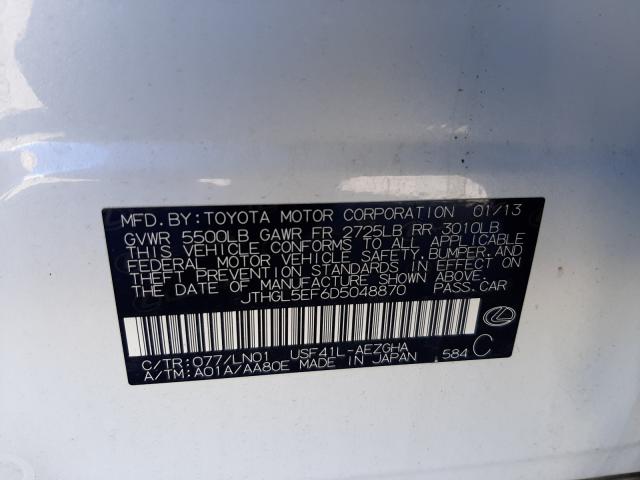 MFD.BY:TOYOTA MOTOR CORPORATION 01/13
GVWR 5500LB GAWR FR 2725LB RR 3010LB
THIS VEHICLE CONFORMS TO ALL APPLICABLE
FEDERAL MOTOR VEHICLE SAFETY,BUMPER,AND
THEFT PREVENTION STANDARDS IN EFFECT ON
THE DATE OF MANUFACTURE SHOWN ABOVE.
JTHGL5EF6D5048870 PASS.CAR
C/TR:077/LN01 USF41L-AEZGHA
A/TM:A01A/AA80E MADE IN JAPAN 584 C